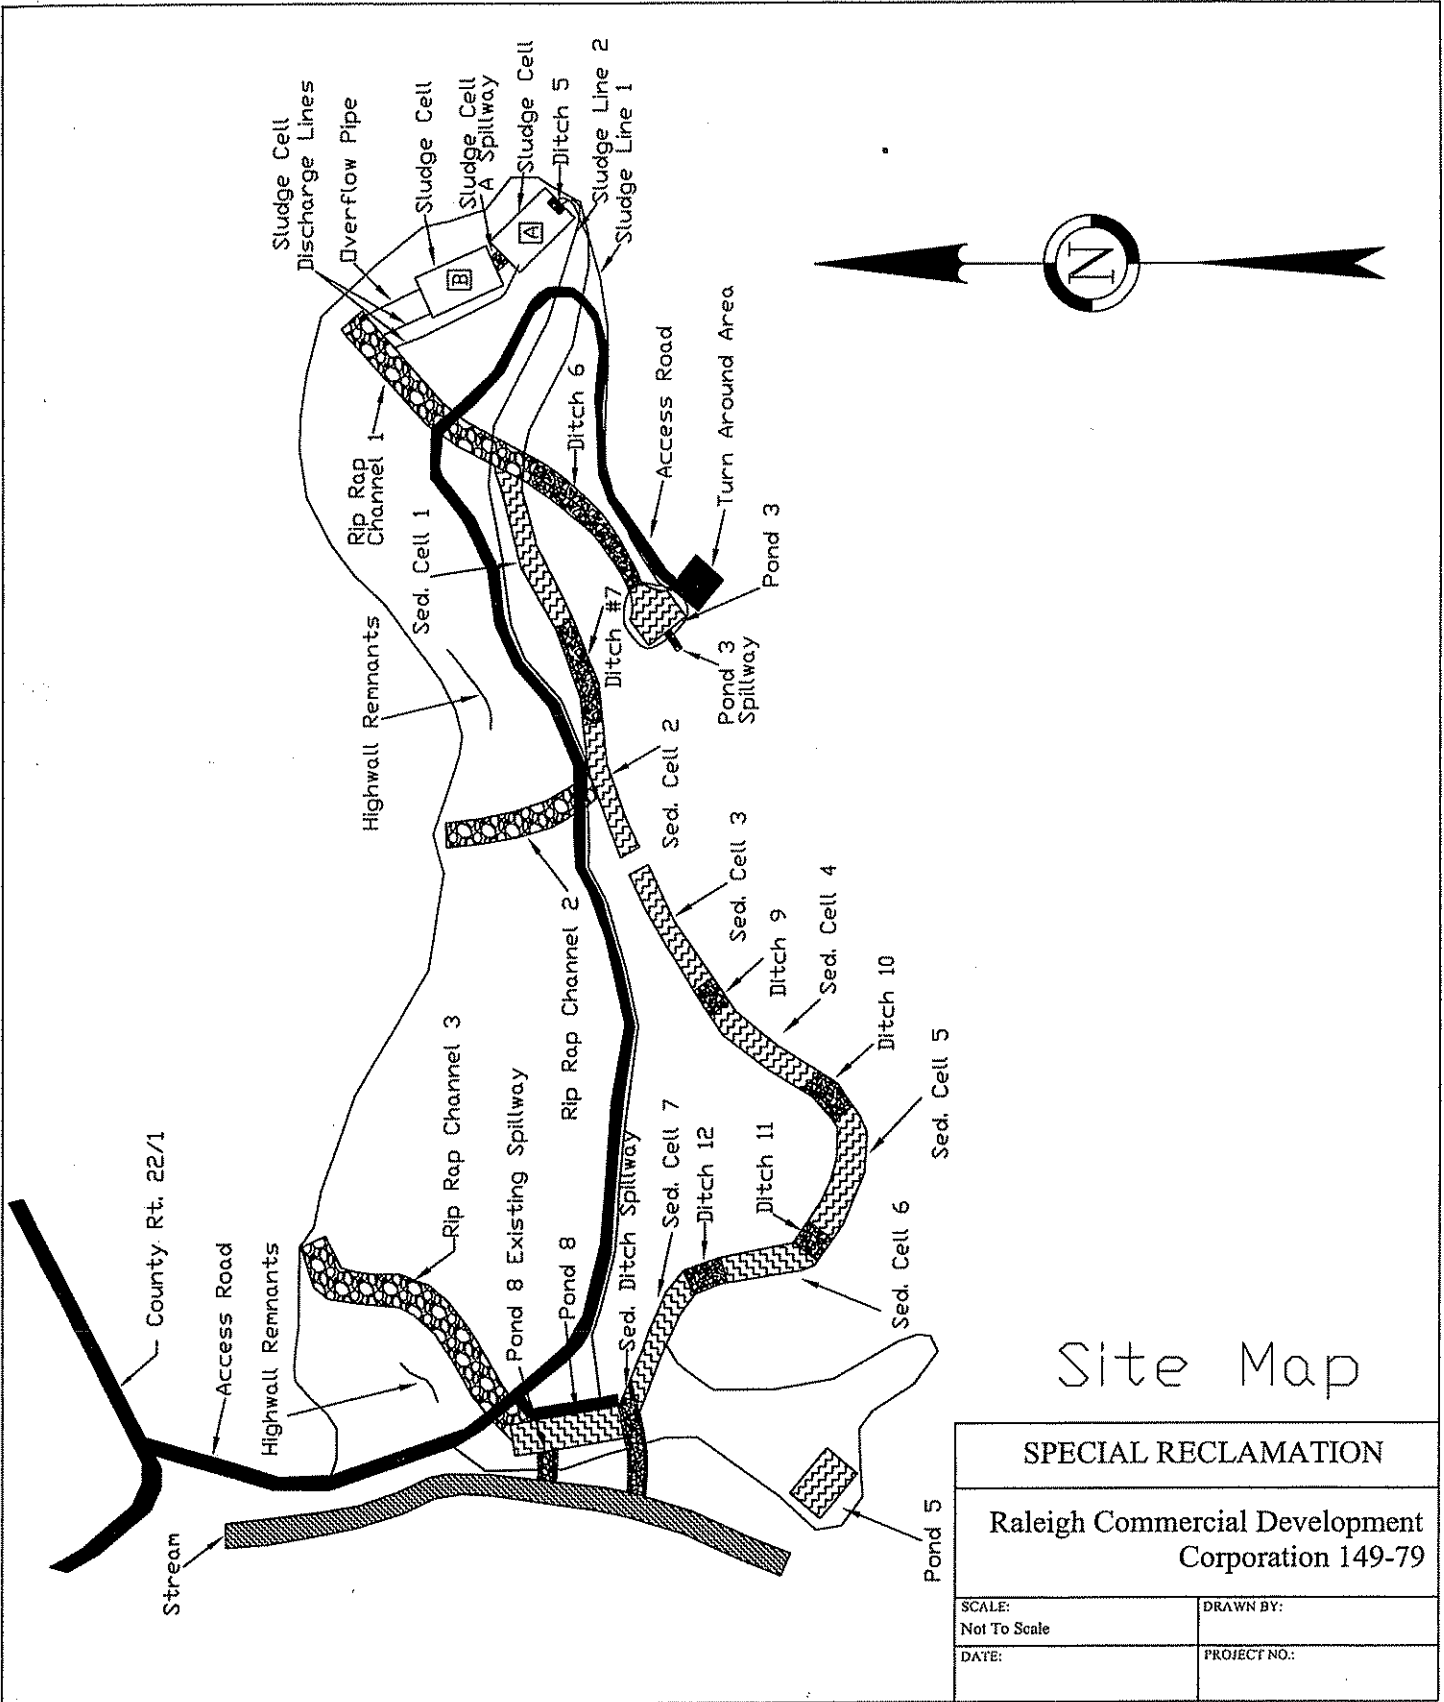 Sludge Cell
Discharge Lines
Overflow Pipe
Sludge Cell
Sludge Cell
A Spillway
Sludge Cell
Ditch 5
Sludge Line 2
Sludge Line 1
B
A
Rip Rap
Channel 1
Sed. Cell 1
Highwall Remnants
Ditch 6
Access Road
Turn Around Area
Pond 3
Ditch #7
Pond 3
Spillway
N
Sed. Cell 2
Sed. Cell 3
Ditch 9
Sed. Cell 4
Ditch 10
Sed. Cell 5
Rip Rap Channel 2
Rip Rap Channel 3
Pond 8 Existing Spillway
Pond 8
Sed. Ditch Spillway
Sed. Cell 7
Ditch 12
Ditch 11
Sed. Cell 6
County Rt. 22/1
Access Road
Highwall Remnants
Stream
Pond 5
Site Map
SPECIAL RECLAMATION
Raleigh Commercial Development
Corporation 149-79
SCALE:
Not To Scale
DRAWN BY:
DATE:
PROJECT NO.: